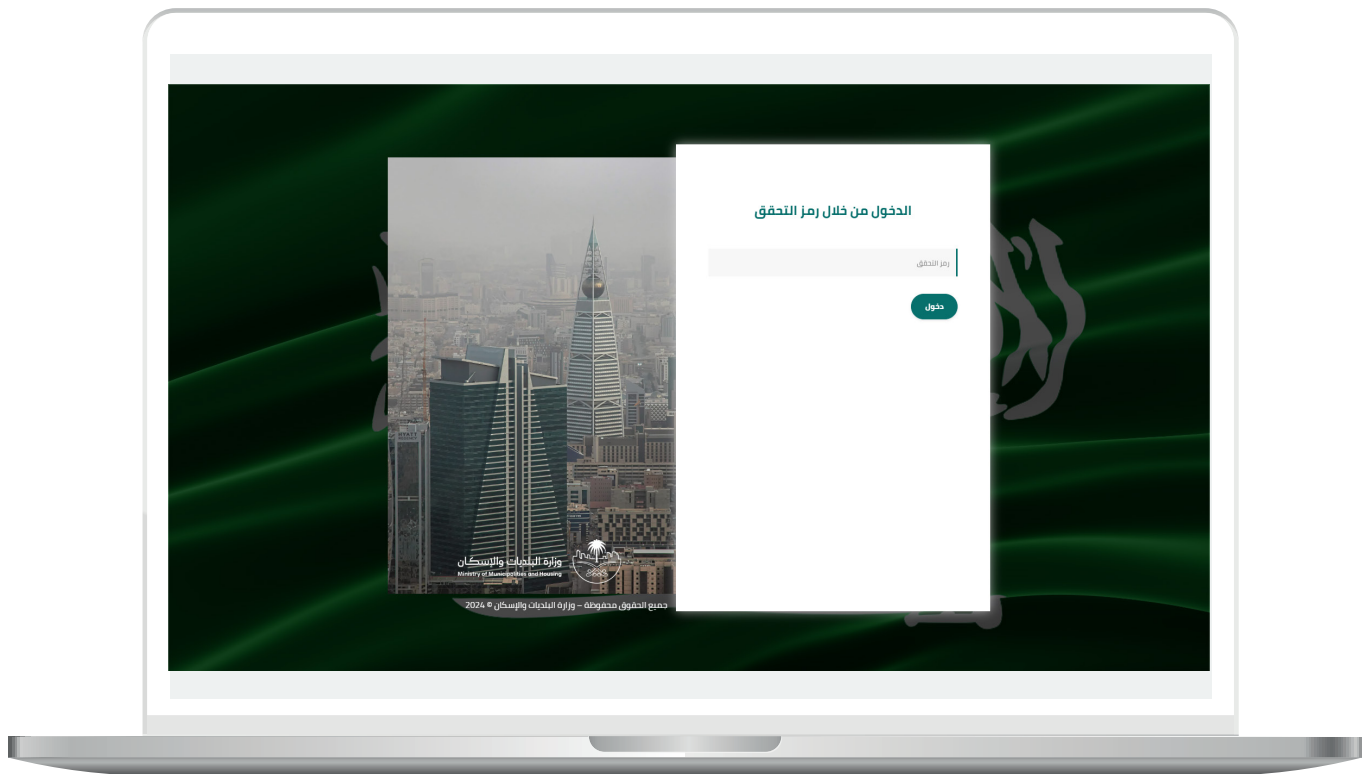 الدخول من خلال رمز التحقق
رمز التحقق
دخول
HYATT
وزارة البلديات والإسكان
Ministry of Municipalities and Housing
جميع الحقوق محفوظة – وزارة البلديات والإسكان © 2024